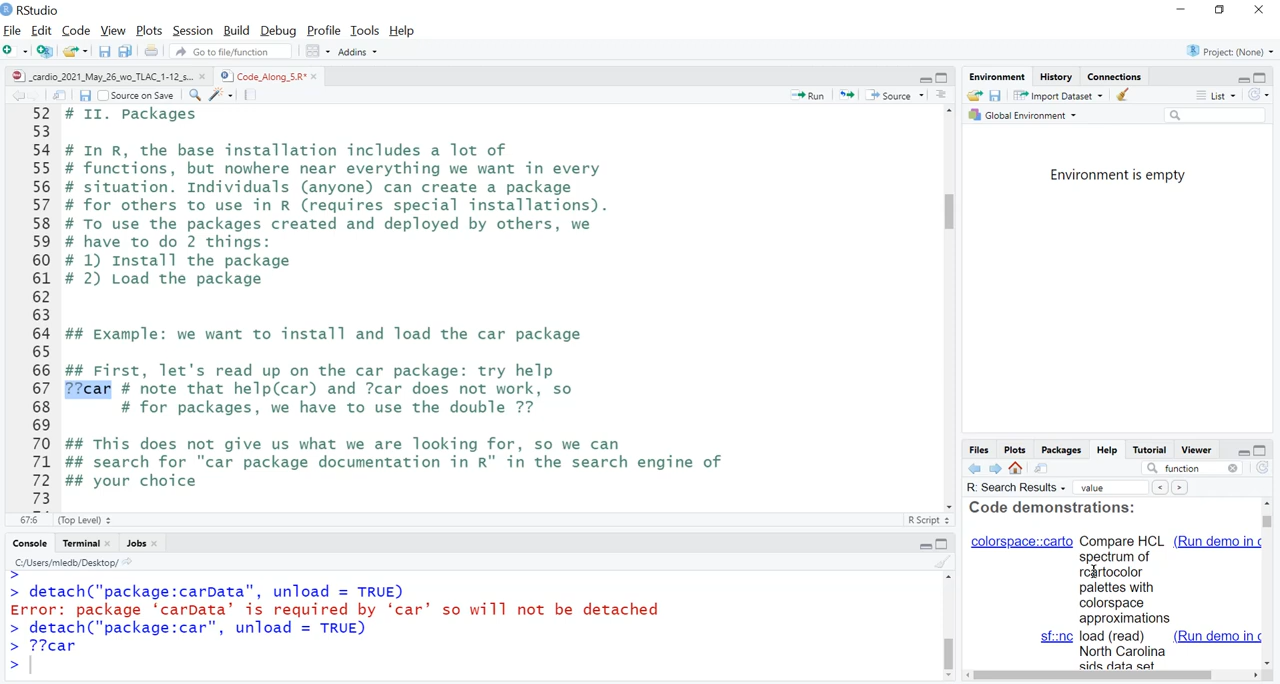 RStudio
File Edit Code View Plots Session Build Debug Profile Tools Help
Go to file/function Addins Project: (None)
_cardio_2021_May_26_wo_TLAC_1-12_s... Code_Along_5.R*
Source on Save Run Source
52 # II. Packages
53
54 # In R, the base installation includes a lot of
55 # functions, but nowhere near everything we want in every
56 # situation. Individuals (anyone) can create a package
57 # for others to use in R (requires special installations).
58 # To use the packages created and deployed by others, we
59 # have to do 2 things:
60 # 1) Install the package
61 # 2) Load the package
62
63
64 ## Example: we want to install and load the car package
65
66 ## First, let's read up on the car package: try help
67 ??car # note that help(car) and ?car does not work, so
68 # for packages, we have to use the double ??
69
70 ## This does not give us what we are looking for, so we can
71 ## search for "car package documentation in R" in the search engine of
72 ## your choice
73
67:6 (Top Level) R Script
Console Terminal Jobs
C:/Users/mledb/Desktop/
>
> detach("package:carData", unload = TRUE)
Error: package ‘carData’ is required by ‘car’ so will not be detached
> detach("package:car", unload = TRUE)
> ??car
>
Environment History Connections
Import Dataset List
Global Environment
Environment is empty
Files Plots Packages Help Tutorial Viewer
function
R: Search Results value < >
Code demonstrations:
colorspace::carto Compare HCL (Run demo in c
spectrum of
rcartocolor
palettes with
colorspace
approximations
sf::nc load (read) (Run demo in c
North Carolina
sids data set